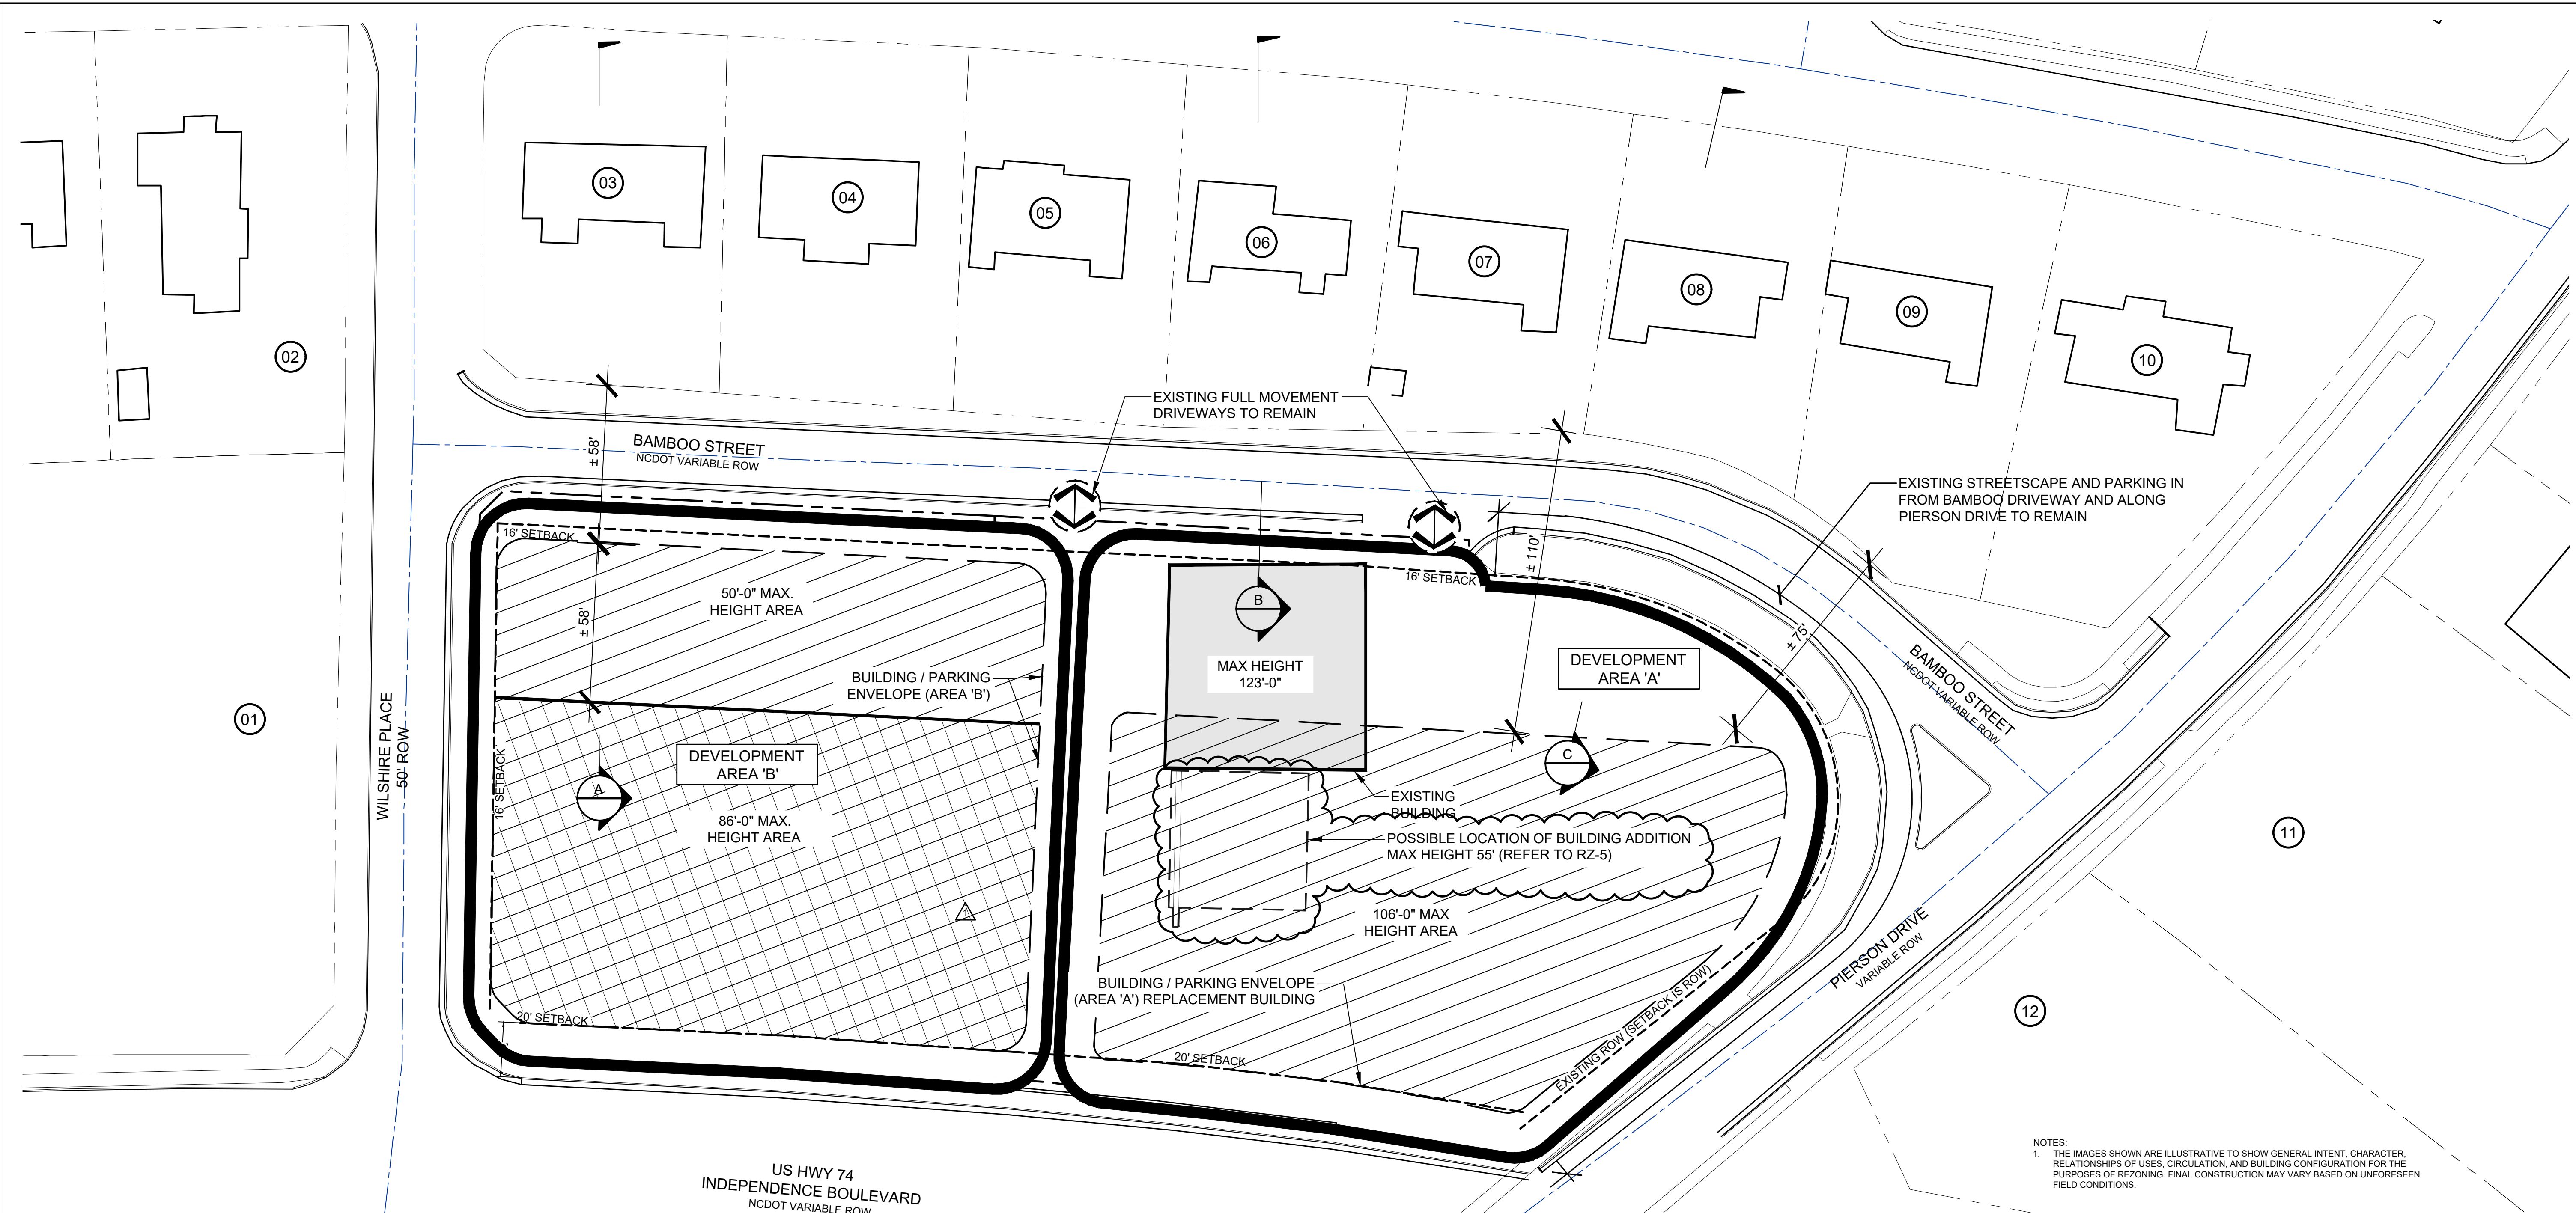 03
04
05
06
07
08
09
10
02
EXISTING FULL MOVEMENT
DRIVEWAYS TO REMAIN
± 58'
BAMBOO STREET
NCDOT VARIABLE ROW
EXISTING STREETSCAPE AND PARKING IN
FROM BAMBOO DRIVEWAY AND ALONG
PIERSON DRIVE TO REMAIN
16' SETBACK
± 110'
16' SETBACK
50'-0" MAX.
HEIGHT AREA
± 58'
B
± 75'
BAMBOO STREET
NCDOT VARIABLE ROW
MAX HEIGHT
123'-0"
DEVELOPMENT
AREA 'A'
BUILDING / PARKING
ENVELOPE (AREA 'B')
01
WILSHIRE PLACE
50' ROW
16' SETBACK
DEVELOPMENT
AREA 'B'
A
C
86'-0" MAX.
HEIGHT AREA
EXISTING
BUILDING
POSSIBLE LOCATION OF BUILDING ADDITION
MAX HEIGHT 55' (REFER TO RZ-5)
11
1
106'-0" MAX
HEIGHT AREA
PIERSON DRIVE
VARIABLE ROW
BUILDING / PARKING ENVELOPE
(AREA 'A') REPLACEMENT BUILDING
12
20' SETBACK
20' SETBACK
EXISTING ROW (SETBACK IS ROW)
US HWY 74
INDEPENDENCE BOULEVARD
NCDOT VARIABLE ROW
NOTES:
1. THE IMAGES SHOWN ARE ILLUSTRATIVE TO SHOW GENERAL INTENT, CHARACTER,
RELATIONSHIPS OF USES, CIRCULATION, AND BUILDING CONFIGURATION FOR THE
PURPOSES OF REZONING. FINAL CONSTRUCTION MAY VARY BASED ON UNFORESEEN
FIELD CONDITIONS.